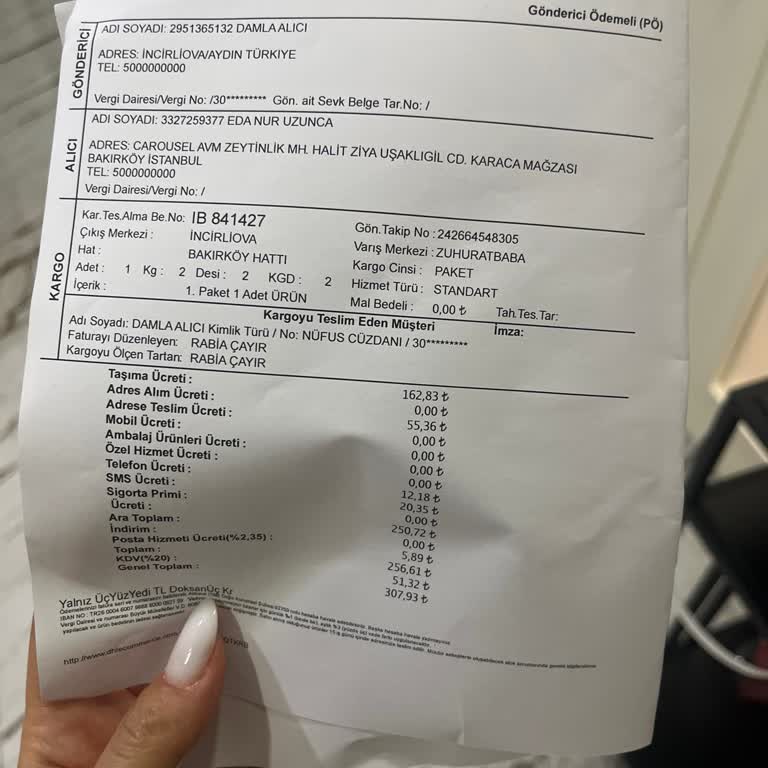 Gönderici Ödemeli (PÖ)
GÖNDERİCİ
ADI SOYADI: 2951365132 DAMLA ALICI
ADRES: İNCİRLİOVA/AYDIN TÜRKIYE
TEL: 5000000000
Vergi Dairesi/Vergi No: /30********* Gön. ait Sevk Belge Tar.No: /
ALICI
ADI SOYADI: 3327259377 EDA NUR UZUNCA
ADRES: CAROUSEL AVM ZEYTİNLİK MH. HALİT ZİYA UŞAKLIGİL CD. KARACA MAĞZASI
BAKIRKÖY İSTANBUL
TEL: 5000000000
Vergi Dairesi/Vergi No: /
KARGO
Kar.Tes.Alma Be.No: IB 841427 Gön.Takip No : 242664548305
Çıkış Merkezi : İNCİRLİOVA Varış Merkezi : ZUHURATBABA
Hat : BAKIRKÖY HATTI Kargo Cinsi : PAKET
Adet : 1 Kg : 2 Desi : 2 KGD : 2 Hizmet Türü : STANDART
İçerik : 1. Paket 1 Adet ÜRÜN Mal Bedeli : 0,00 ₺ Tah.Tes.Tar:
Kargoyu Teslim Eden Müşteri
Adı Soyadı: DAMLA ALICI Kimlik Türü / No: NÜFUS CÜZDANI / 30********* İmza:
Faturayı Düzenleyen: RABİA ÇAYIR
Kargoyu Ölçen Tartan: RABİA ÇAYIR
Taşıma Ücreti : 162,83 ₺
Adres Alım Ücreti : 0,00 ₺
Adrese Teslim Ücreti : 55,36 ₺
Mobil Ücreti : 0,00 ₺
Ambalaj Ürünleri Ücreti : 0,00 ₺
Özel Hizmet Ücreti : 0,00 ₺
Telefon Ücreti : 0,00 ₺
SMS Ücreti : 12,18 ₺
Sigorta Primi : 20,35 ₺
Ücreti : 0,00 ₺
Ara Toplam : 250,72 ₺
İndirim : 0,00 ₺
Posta Hizmeti Ücreti(%2,35) : 5,89 ₺
Toplam : 256,61 ₺
KDV(%20) : 51,32 ₺
Genel Toplam : 307,93 ₺
Yalnız ÜçYüzYedi TL DoksanÜç Kr